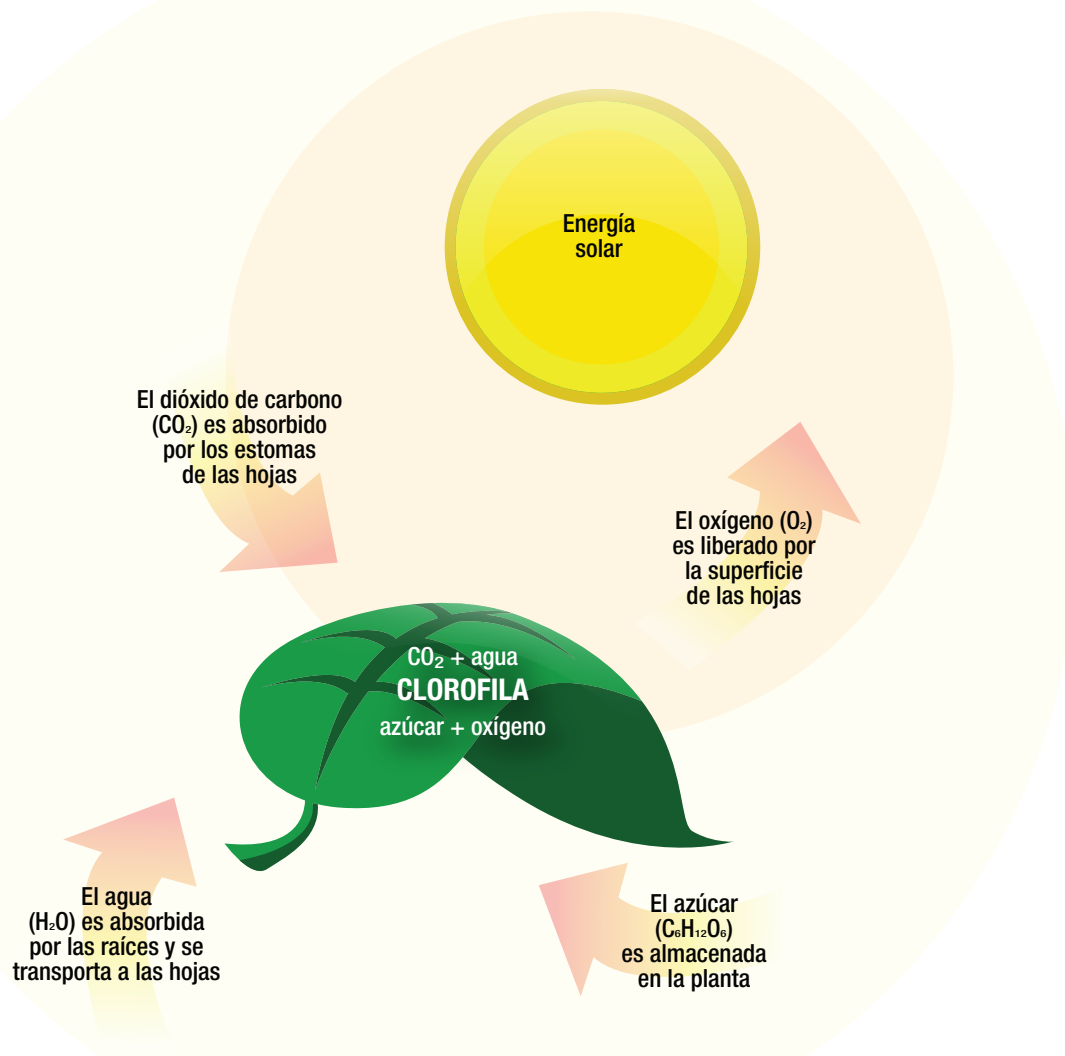 Energía
solar
El dióxido de carbono
(CO₂) es absorbido
por los estomas
de las hojas
El oxígeno (O₂)
es liberado por
la superficie
de las hojas
CO₂ + agua
CLOROFILA
azúcar + oxígeno
El agua
(H₂O) es absorbida
por las raíces y se
transporta a las hojas
El azúcar
(C₆H₁₂O₆)
es almacenada
en la planta